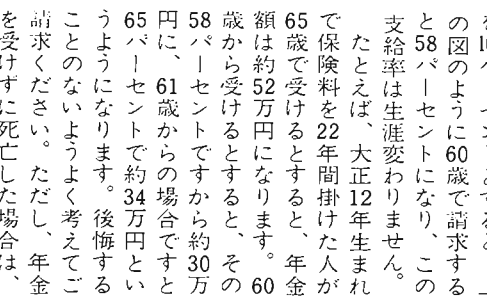 の図のように60歳で請求する
と58パーセントになり、この
支給率は生涯変わりません。
たとえば、大正12年生まれ
で保険料を22年間掛けた人が
65歳で受けるとすると、年金
額は約52万円になります。60
歳から受けるとすると、その
58パーセントですから約30万
円に、61歳からの場合ですと
65パーセントで約34万円とい
うようになります。後悔する
ことのないようよく考えてご
請求ください。ただし、年金
を受けずに死亡した場合は、